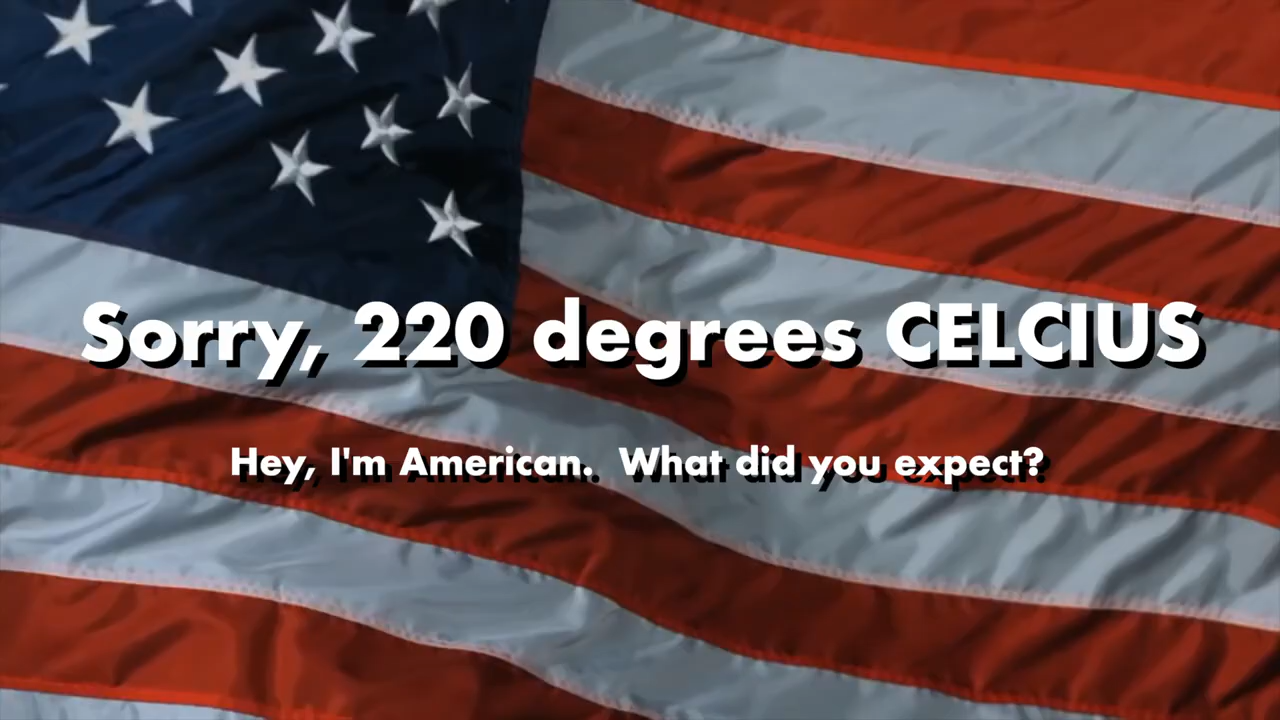 Sorry, 220 degrees CELCIUS
Hey, I'm American.  What did you expect?